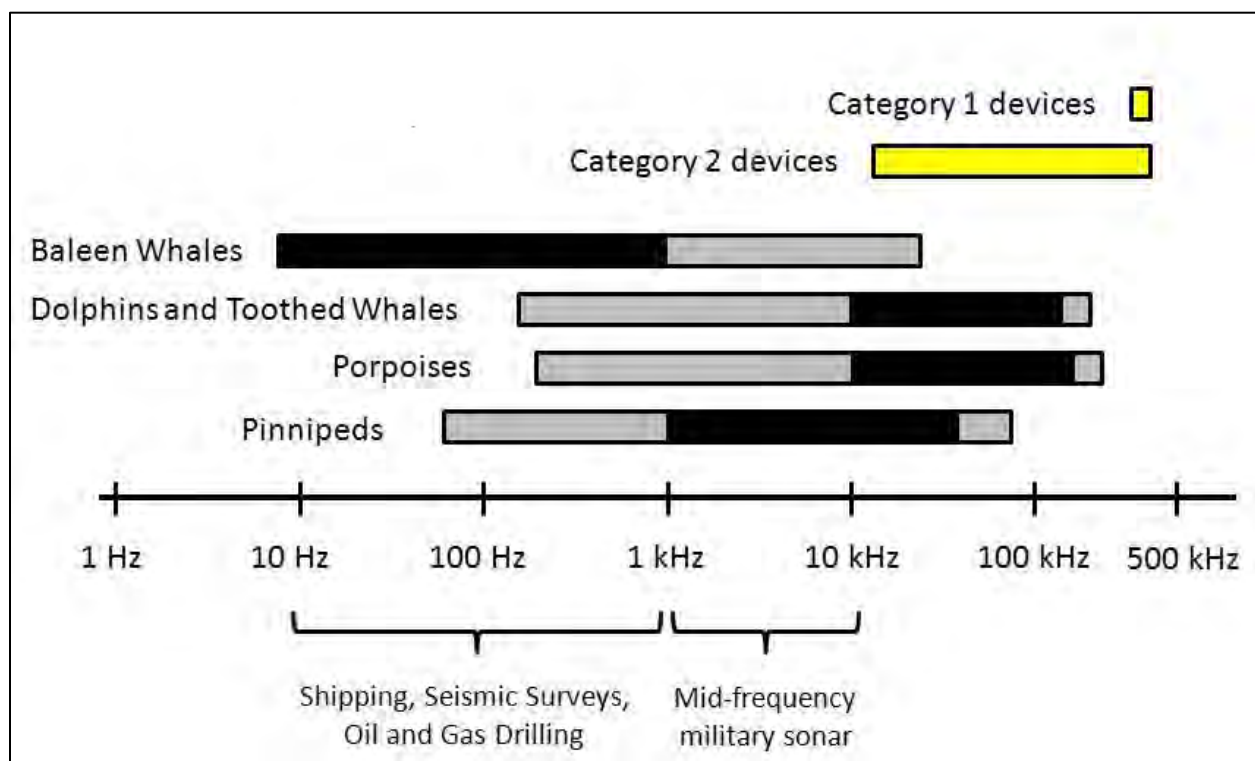 Category 1 devices
Category 2 devices
Baleen Whales
Dolphins and Toothed Whales
Porpoises
Pinnipeds
1 Hz 10 Hz 100 Hz 1 kHz 10 kHz 100 kHz 500 kHz
Shipping, Seismic Surveys, Mid-frequency
Oil and Gas Drilling military sonar